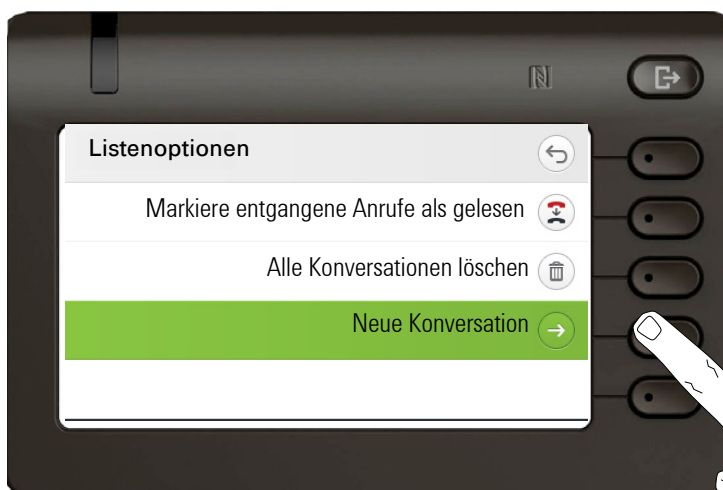 Listenoptionen
Markiere entgangene Anrufe als gelesen
Alle Konversationen löschen
Neue Konversation